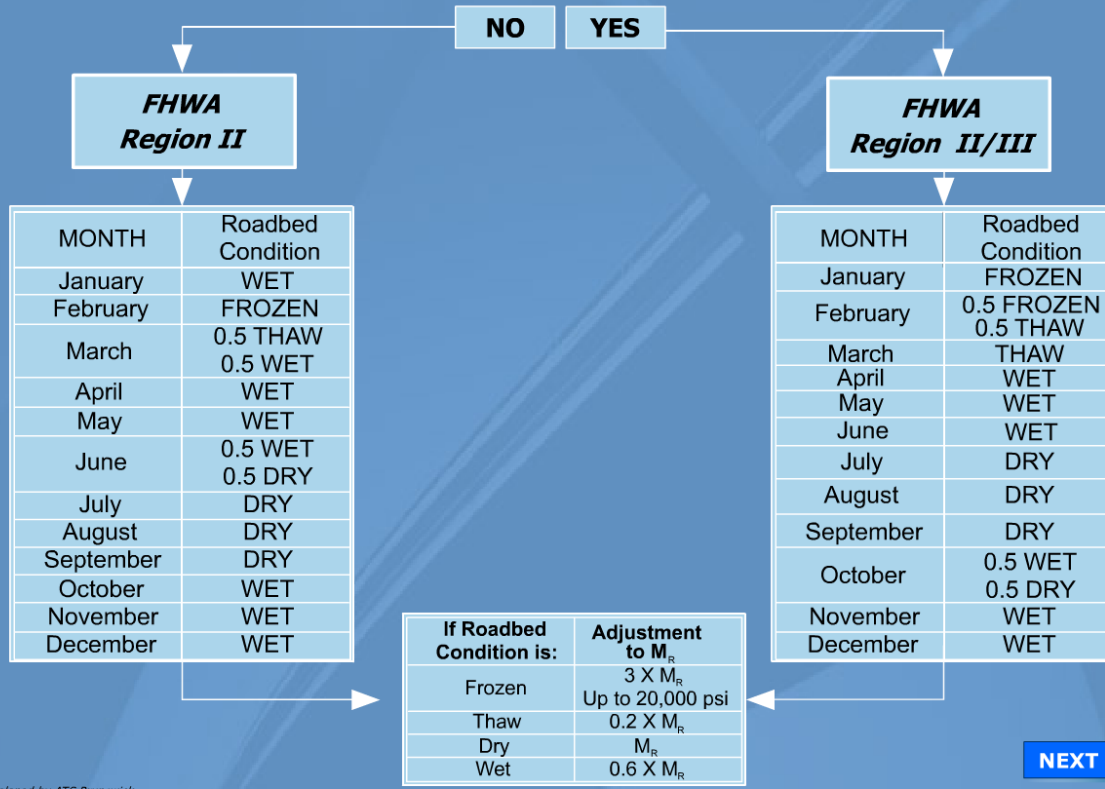 NO YES
FHWA
Region II
MONTH Roadbed
Condition
January WET
February FROZEN
March 0.5 THAW
0.5 WET
April WET
May WET
June 0.5 WET
0.5 DRY
July DRY
August DRY
September DRY
October WET
November WET
December WET
FHWA
Region II/III
MONTH Roadbed
Condition
January FROZEN
February 0.5 FROZEN
0.5 THAW
March THAW
April WET
May WET
June WET
July DRY
August DRY
September DRY
October 0.5 WET
0.5 DRY
November WET
December WET
If Roadbed Adjustment
Condition is: to MR
Frozen 3 X MR
Up to 20,000 psi
Thaw 0.2 X MR
Dry MR
Wet 0.6 X MR
NEXT